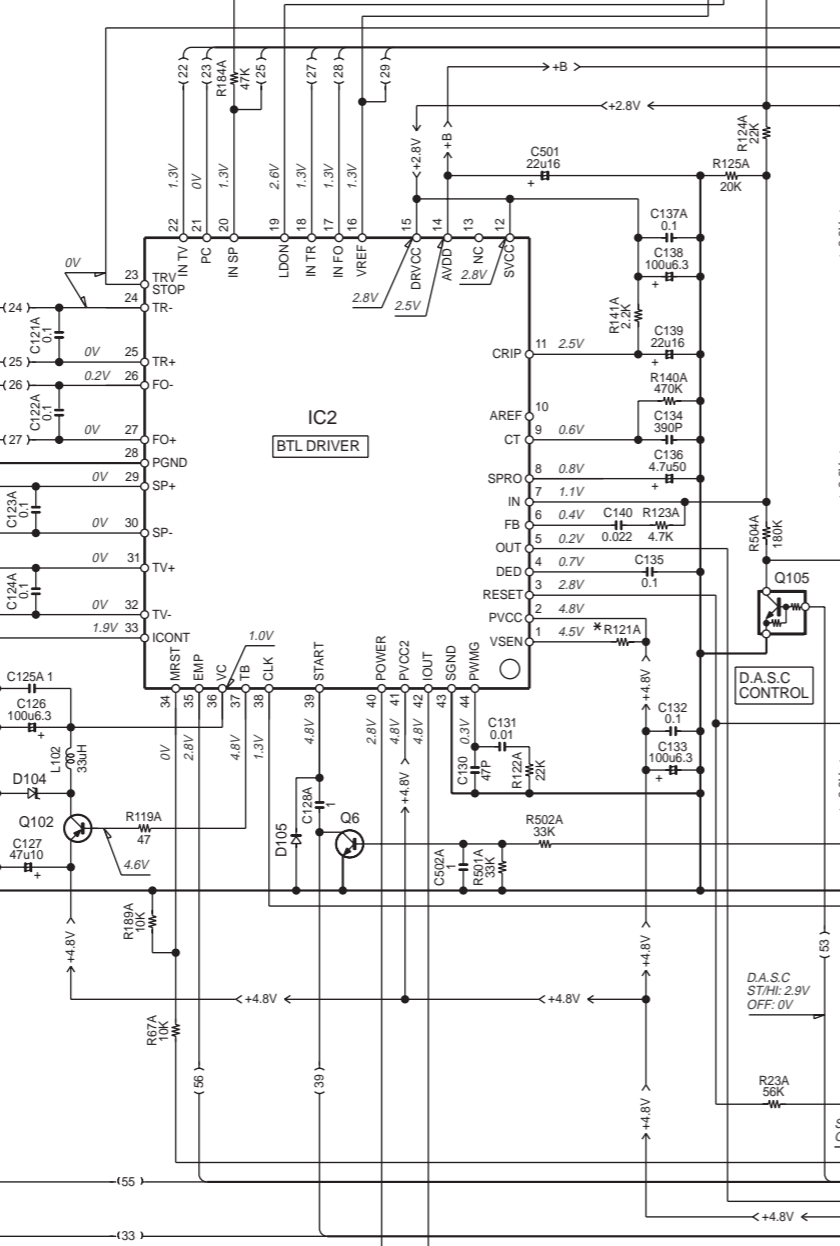 +B
+2.8V
(22)
(23)
R184A
47K
(25)
(27)
(28)
(29)
+2.8V
+B
C501
22u16
+
R124A
22K
R125A
20K
1.3V
0V
1.3V
2.6V
1.3V
1.3V
1.3V
22
21
20
19
18
17
16
15
14
13
12
IN TV
PC
IN SP
LDON
IN TR
IN FO
VREF
DRVCC
AVDD
NC
SVCC
2.8V
2.5V
2.8V
C137A
0.1
C138
100u6.3
+
R141A
2.2K
C139
22u16
+
0V
23
TRV
STOP
24
TR-
(24)
C121A
0.1
(25)
0V
25
TR+
(26)
0.2V
26
FO-
C122A
0.1
(27)
0V
27
FO+
28
PGND
0V
29
SP+
C123A
0.1
0V
30
SP-
0V
31
TV+
C124A
0.1
0V
32
TV-
1.9V
33
ICONT
IC2
BTL DRIVER
CRIP
11
2.5V
AREF
10
CT
9
0.6V
R140A
470K
C134
390P
SPRO
8
0.8V
C136
4.7u50
+
IN
7
1.1V
FB
6
0.4V
C140
0.022
R123A
4.7K
OUT
5
0.2V
DED
4
0.7V
C135
0.1
RESET
3
2.8V
PVCC
2
4.8V
VSEN
1
4.5V
*R121A
R504A
180K
Q105
D.A.S.C
CONTROL
1.0V
MRST
EMP
VC
TB
CLK
START
POWER
PVCC2
IOUT
SGND
PWMG
34
35
36
37
38
39
40
41
42
43
44
0V
2.8V
4.8V
1.3V
4.8V
2.8V
4.8V
4.8V
0.3V
C125A 1
C126
100u6.3
+
L102
33uH
D104
Q102
R119A
47
C127
47u10
+
4.6V
+4.8V
C131
0.01
C130
47P
R122A
22K
+4.8V
C132
0.1
C133
100u6.3
+
C128A
1
D105
Q6
R502A
33K
C502A
1
R501A
33K
R189A
10K
+4.8V
+4.8V
+4.8V
+4.8V
(53)
D.A.S.C
ST/HI: 2.9V
OFF: 0V
R67A
10K
(56)
(39)
R23A
56K
+4.8V
(55)
+4.8V
(33)